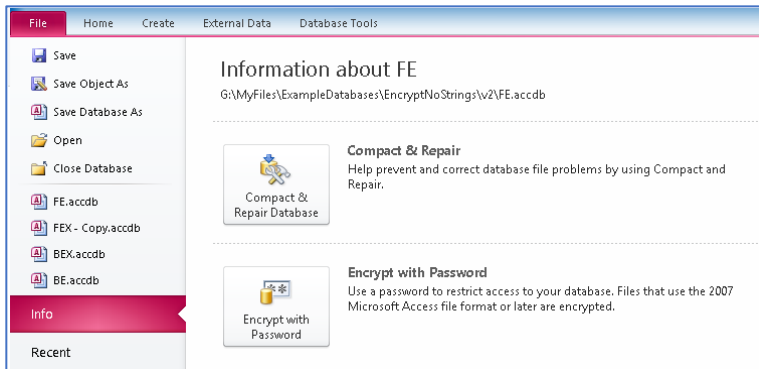 File Home Create External Data Database Tools
Save
Save Object As
Save Database As
Open
Close Database
FE.accdb
FEX - Copy.accdb
BEX.accdb
BE.accdb
Info
Recent
Information about FE
G:\MyFiles\ExampleDatabases\EncryptNoStrings\v2\FE.accdb
Compact &
Repair Database
Compact & Repair
Help prevent and correct database file problems by using Compact and
Repair.
Encrypt with
Password
Encrypt with Password
Use a password to restrict access to your database. Files that use the 2007
Microsoft Access file format or later are encrypted.